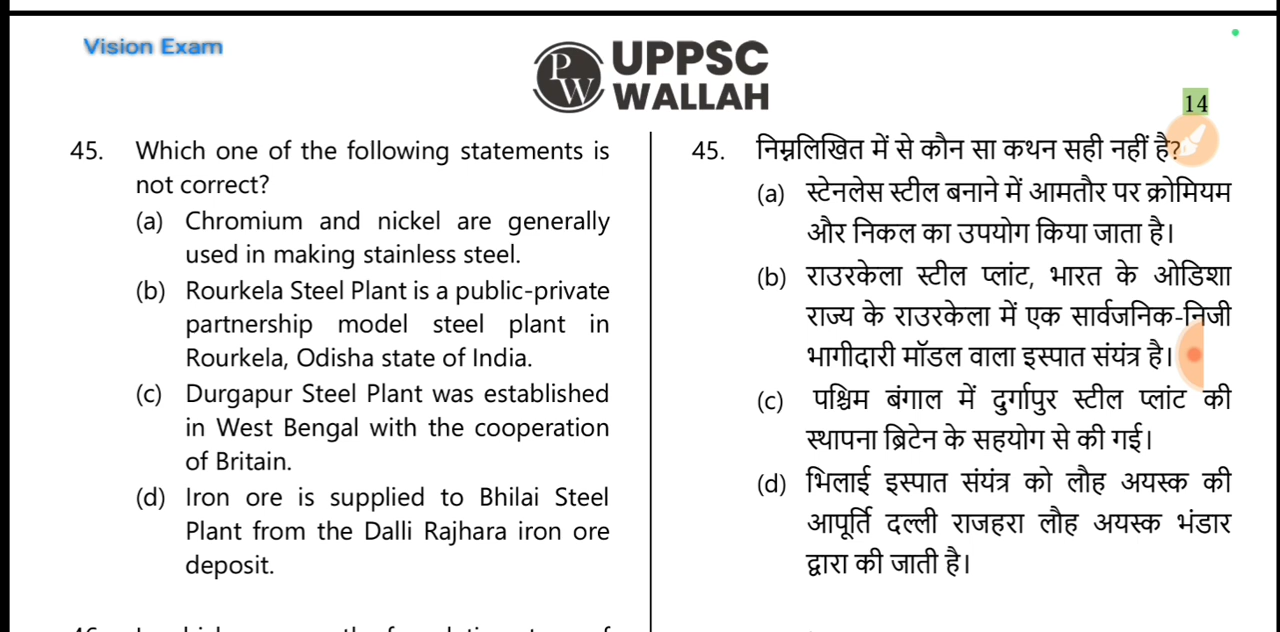 Vision Exam
PW
UPPSC
WALLAH
14
45. Which one of the following statements is
not correct?
(a) Chromium and nickel are generally
used in making stainless steel.
(b) Rourkela Steel Plant is a public-private
partnership model steel plant in
Rourkela, Odisha state of India.
(c) Durgapur Steel Plant was established
in West Bengal with the cooperation
of Britain.
(d) Iron ore is supplied to Bhilai Steel
Plant from the Dalli Rajhara iron ore
deposit.
45. निम्नलिखित में से कौन सा कथन सही नहीं है?
(a) स्टेनलेस स्टील बनाने में आमतौर पर क्रोमियम
और निकल का उपयोग किया जाता है।
(b) राउरकेला स्टील प्लांट, भारत के ओडिशा
राज्य के राउरकेला में एक सार्वजनिक-निजी
भागीदारी मॉडल वाला इस्पात संयंत्र है।
(c) पश्चिम बंगाल में दुर्गापुर स्टील प्लांट की
स्थापना ब्रिटेन के सहयोग से की गई।
(d) भिलाई इस्पात संयंत्र को लौह अयस्क की
आपूर्ति दल्ली राजहरा लौह अयस्क भंडार
द्वारा की जाती है।